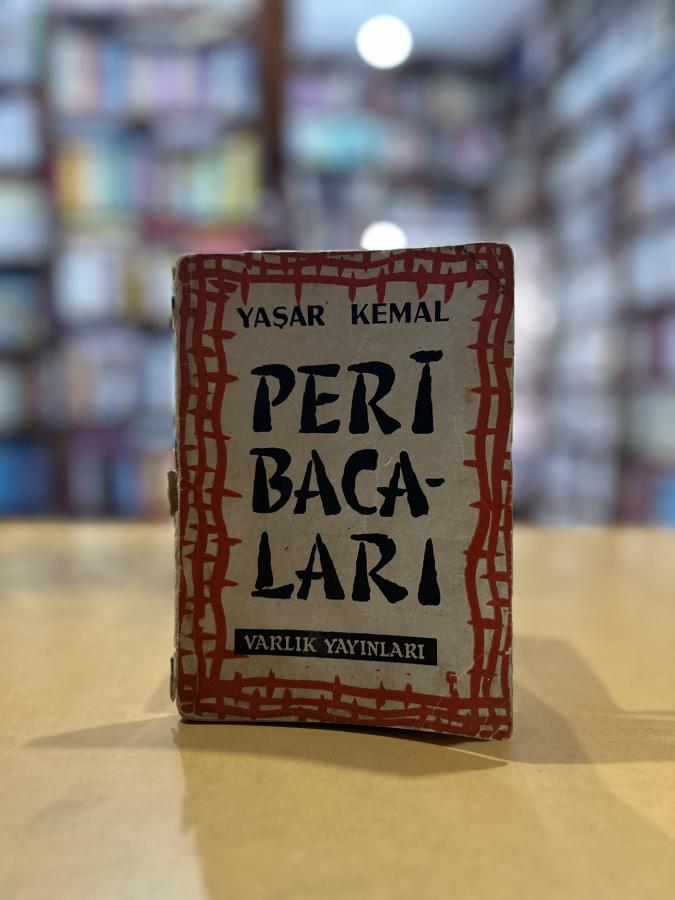 YAŞAR KEMAL
PERİ
BACA-
LARI
VARLIK YAYINLARI